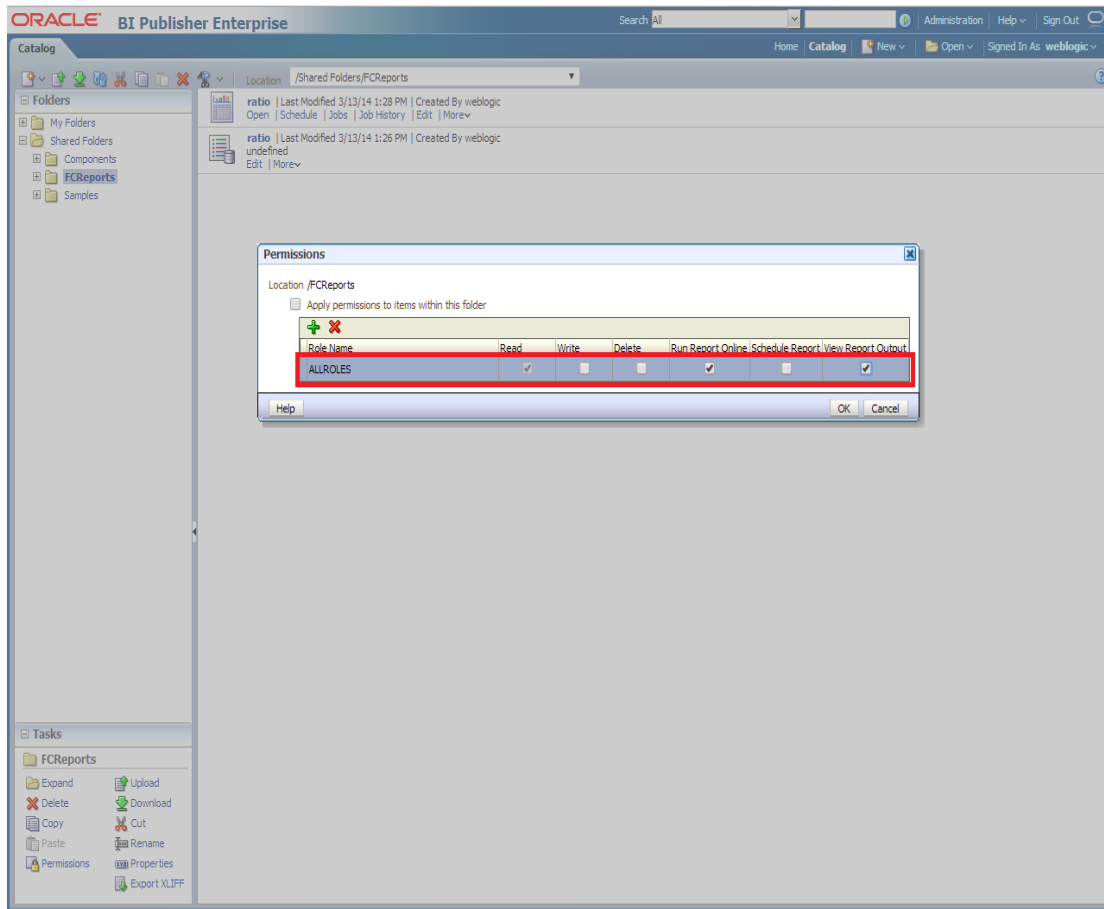 ORACLE BI Publisher Enterprise Search All Administration Help Sign Out
Catalog Home Catalog New Open Signed In As weblogic
Location /Shared Folders/FCReports
Folders
My Folders
Shared Folders
Components
FCReports
Samples
ratio | Last Modified 3/13/14 1:28 PM | Created By weblogic
Open | Schedule | Jobs | Job History | Edit | More
ratio | Last Modified 3/13/14 1:26 PM | Created By weblogic
undefined
Edit | More
Permissions
Location /FCReports
Apply permissions to items within this folder
Role Name Read Write Delete Run Report Online Schedule Report View Report Output
ALLROLES
Help OK Cancel
Tasks
FCReports
Expand Upload
Delete Download
Copy Cut
Paste Rename
Permissions Properties
Export XLIFF